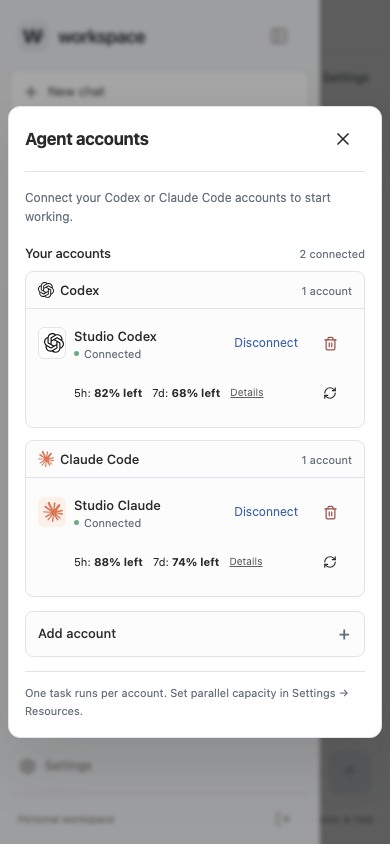 W workspace
Settings
+ New chat
Agent accounts
Connect your Codex or Claude Code accounts to start
working.
Your accounts 2 connected
Codex 1 account
Studio Codex
Connected
Disconnect
5h: 82% left 7d: 68% left Details
Claude Code 1 account
Studio Claude
Connected
Disconnect
5h: 88% left 7d: 74% left Details
Add account +
One task runs per account. Set parallel capacity in Settings →
Resources.
Settings
Personal workspace